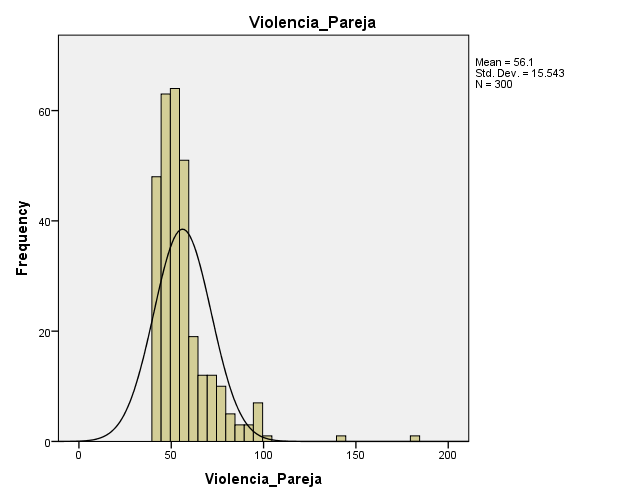 Violencia_Pareja
Mean = 56.1
Std. Dev. = 15.543
N = 300
Frequency
60
40
20
0
0 50 100 150 200
Violencia_Pareja